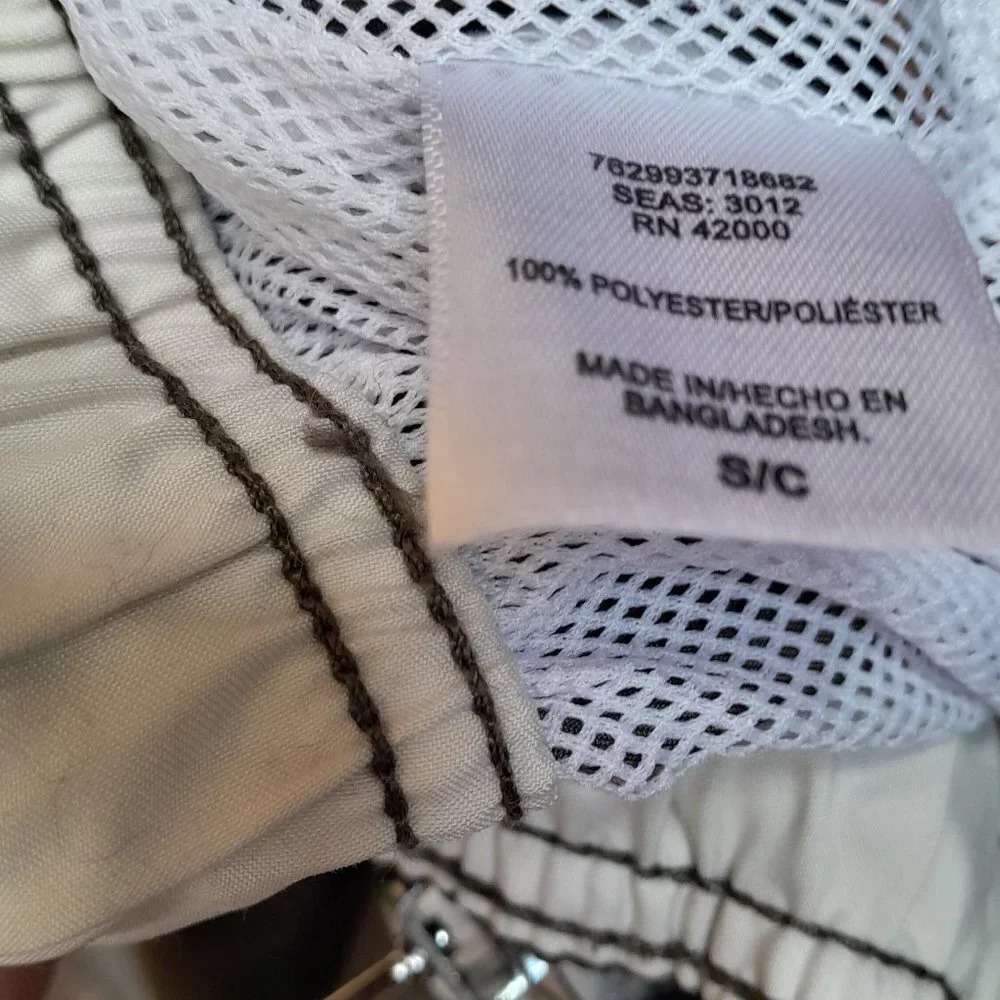 762993718682
SEAS: 3012
RN 42000
100% POLYESTER/POLIÉSTER
MADE IN/HECHO EN
BANGLADESH.
S/C